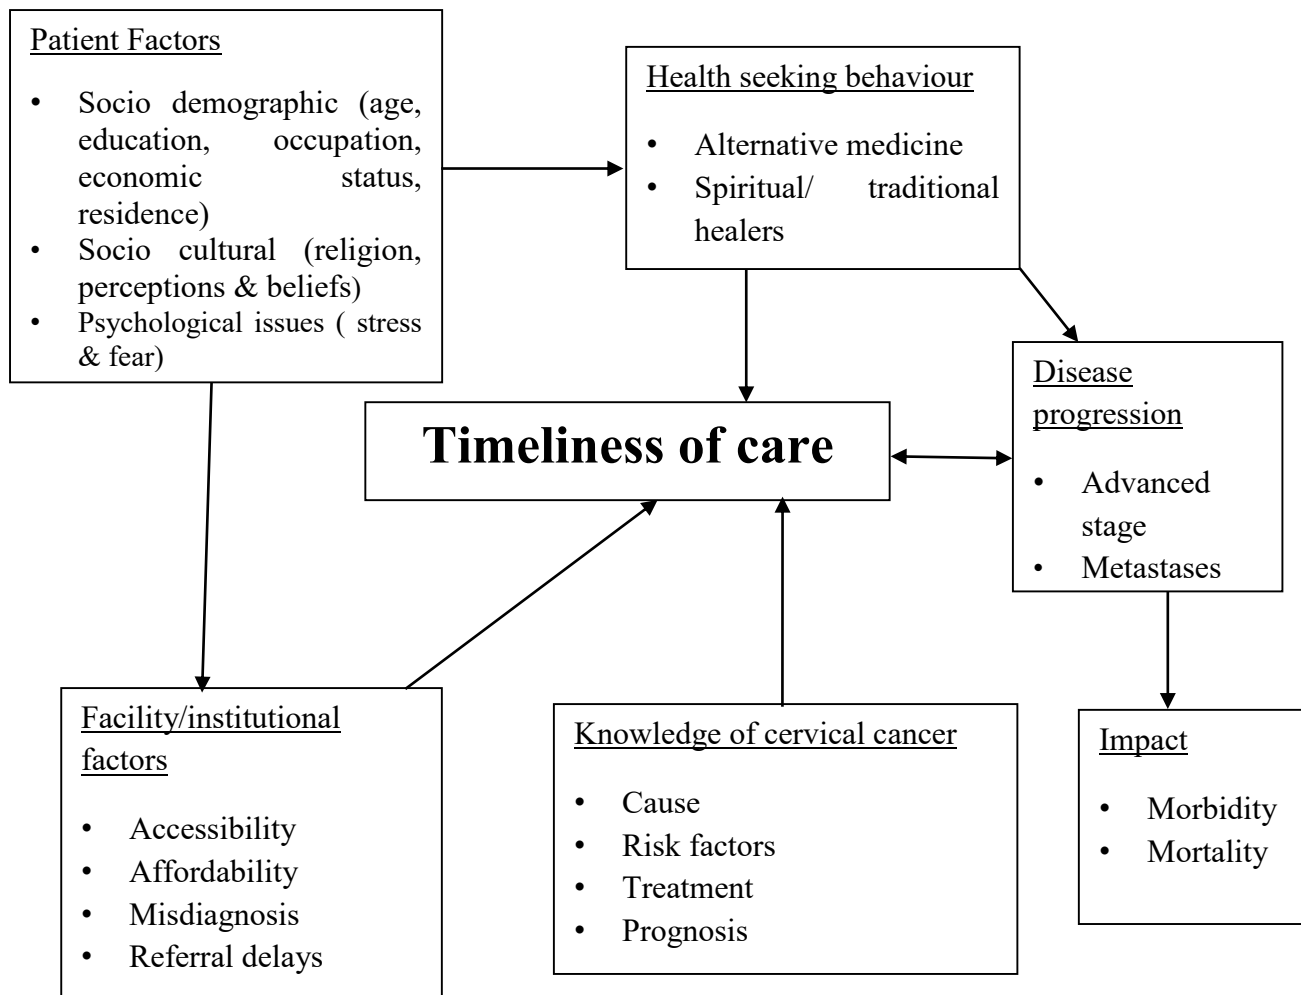 Patient Factors
• Socio demographic (age,
education, occupation,
economic status,
residence)
• Socio cultural (religion,
perceptions & beliefs)
• Psychological issues ( stress
& fear)
Health seeking behaviour
• Alternative medicine
• Spiritual/ traditional
healers
Timeliness of care
Disease
progression
• Advanced
stage
• Metastases
Facility/institutional
factors
• Accessibility
• Affordability
• Misdiagnosis
• Referral delays
Knowledge of cervical cancer
• Cause
• Risk factors
• Treatment
• Prognosis
Impact
• Morbidity
• Mortality